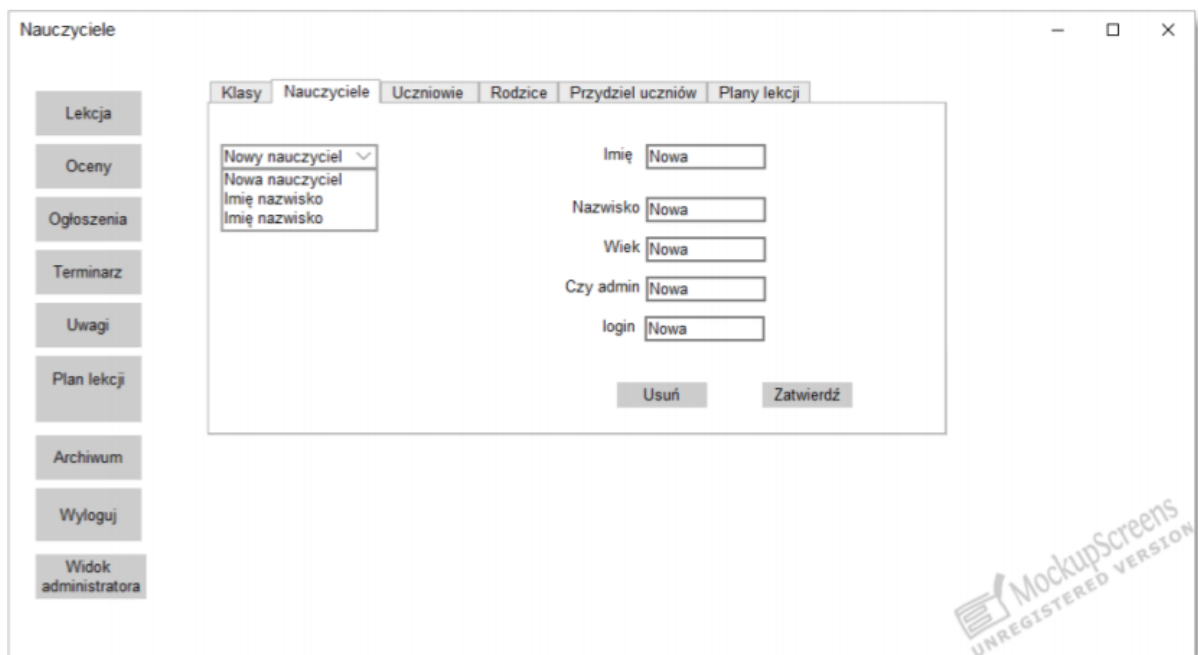 Nauczyciele
Lekcja
Oceny
Ogłoszenia
Terminarz
Uwagi
Plan lekcji
Archiwum
Wyloguj
Widok
administratora
Klasy Nauczyciele Uczniowie Rodzice Przydziel uczniów Plany lekcji
Nowy nauczyciel
Nowa nauczyciel
Imię nazwisko
Imię nazwisko
Imię Nowa
Nazwisko Nowa
Wiek Nowa
Czy admin Nowa
login Nowa
Usuń Zatwierdź
MockupScreens
UNREGISTERED VERSION